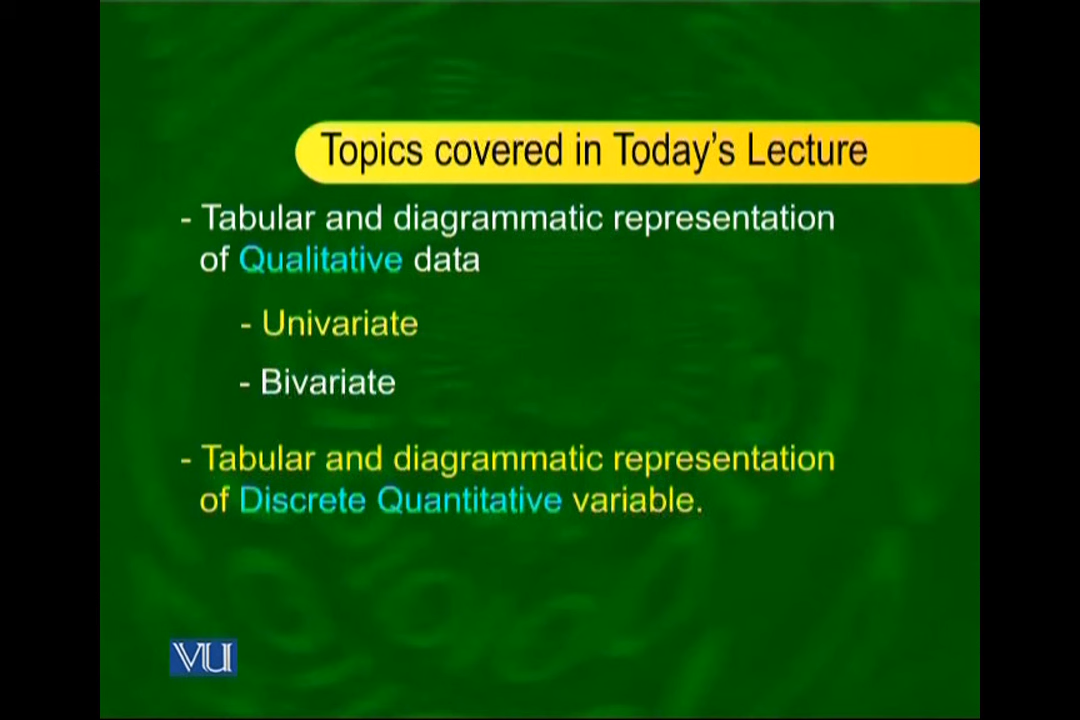 Topics covered in Today's Lecture
- Tabular and diagrammatic representation
of Qualitative data
- Univariate
- Bivariate
- Tabular and diagrammatic representation
of Discrete Quantitative variable.
VU